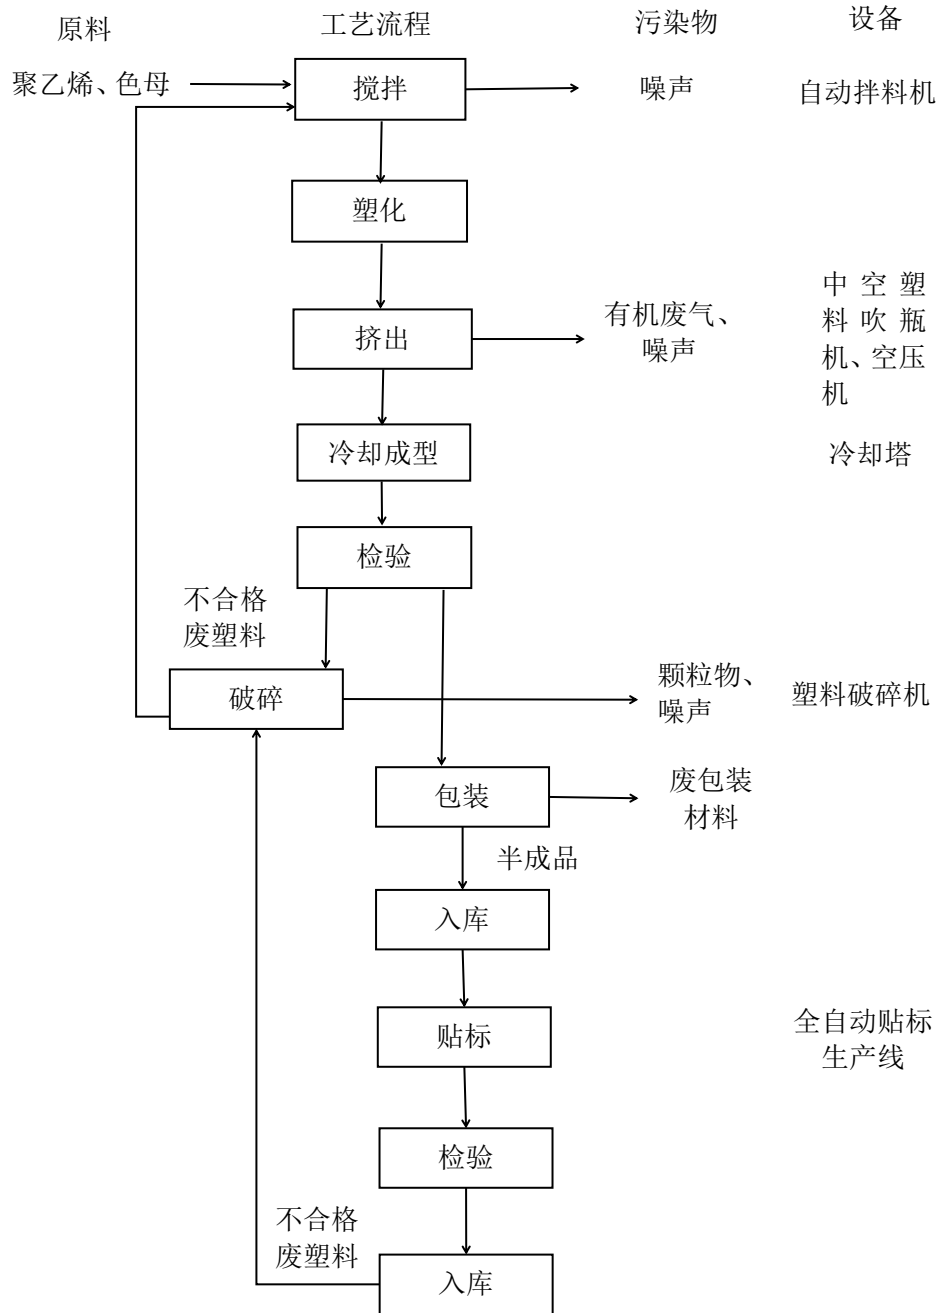 原料
工艺流程
污染物
设备
聚乙烯、色母
搅拌
噪声
自动拌料机
塑化
挤出
有机废气、
噪声
中空塑
料吹瓶
机、空压
机
冷却成型
冷却塔
检验
不合格
废塑料
破碎
颗粒物、
噪声
塑料破碎机
包装
废包装
材料
半成品
入库
贴标
全自动贴标
生产线
检验
不合格
废塑料
入库